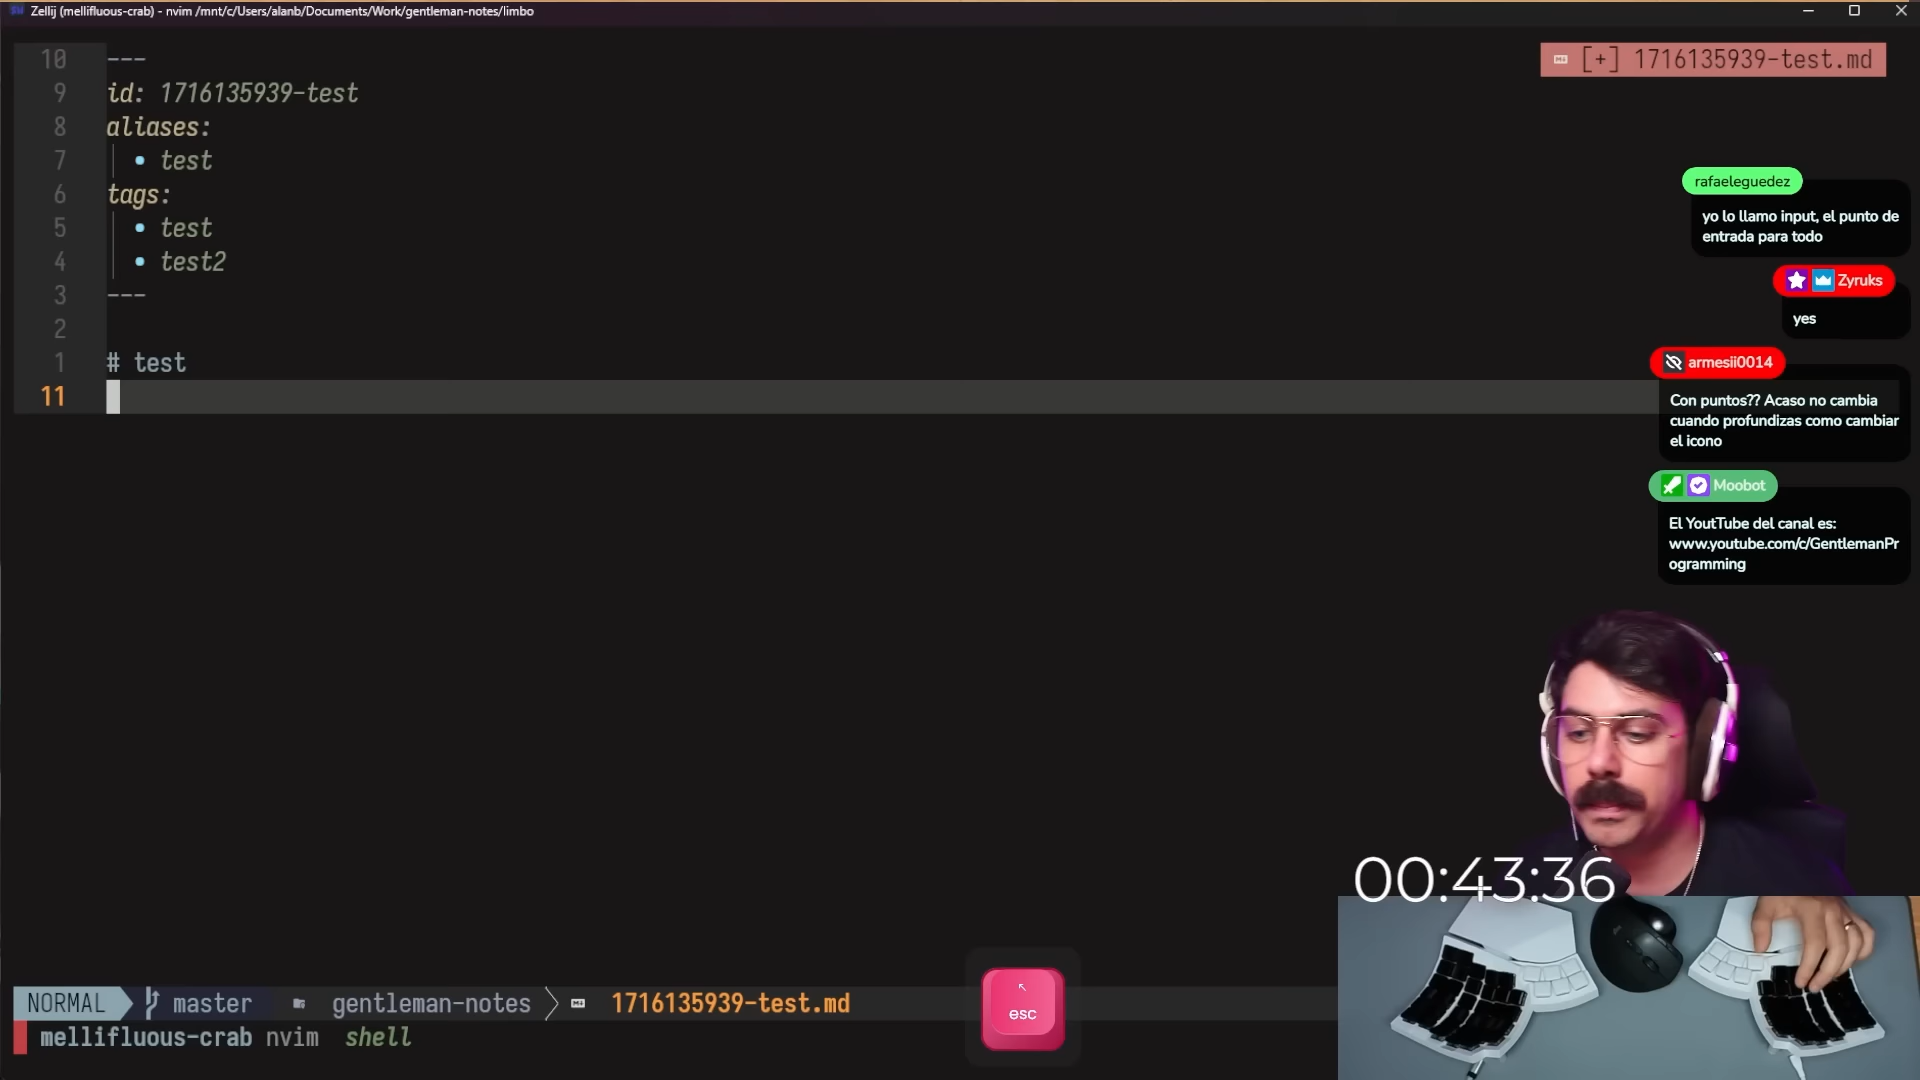 Zellij (mellifluous-crab) - nvim /mnt/c/Users/alanb/Documents/Work/gentleman-notes/limbo
10 ---
[+] 1716135939-test.md
9 id: 1716135939-test
8 aliases:
7 • test
6 tags:
5 • test
4 • test2
3 ---
2
1 # test
11
rafaeleguedez
yo lo llamo input, el punto de
entrada para todo
Zyruks
yes
armesii0014
Con puntos?? Acaso no cambia
cuando profundizas como cambiar
el icono
Moobot
El YoutTube del canal es:
www.youtube.com/c/GentlemanPr
ogramming
00:43:36
esc
NORMAL master gentleman-notes 1716135939-test.md
mellifluous-crab nvim shell